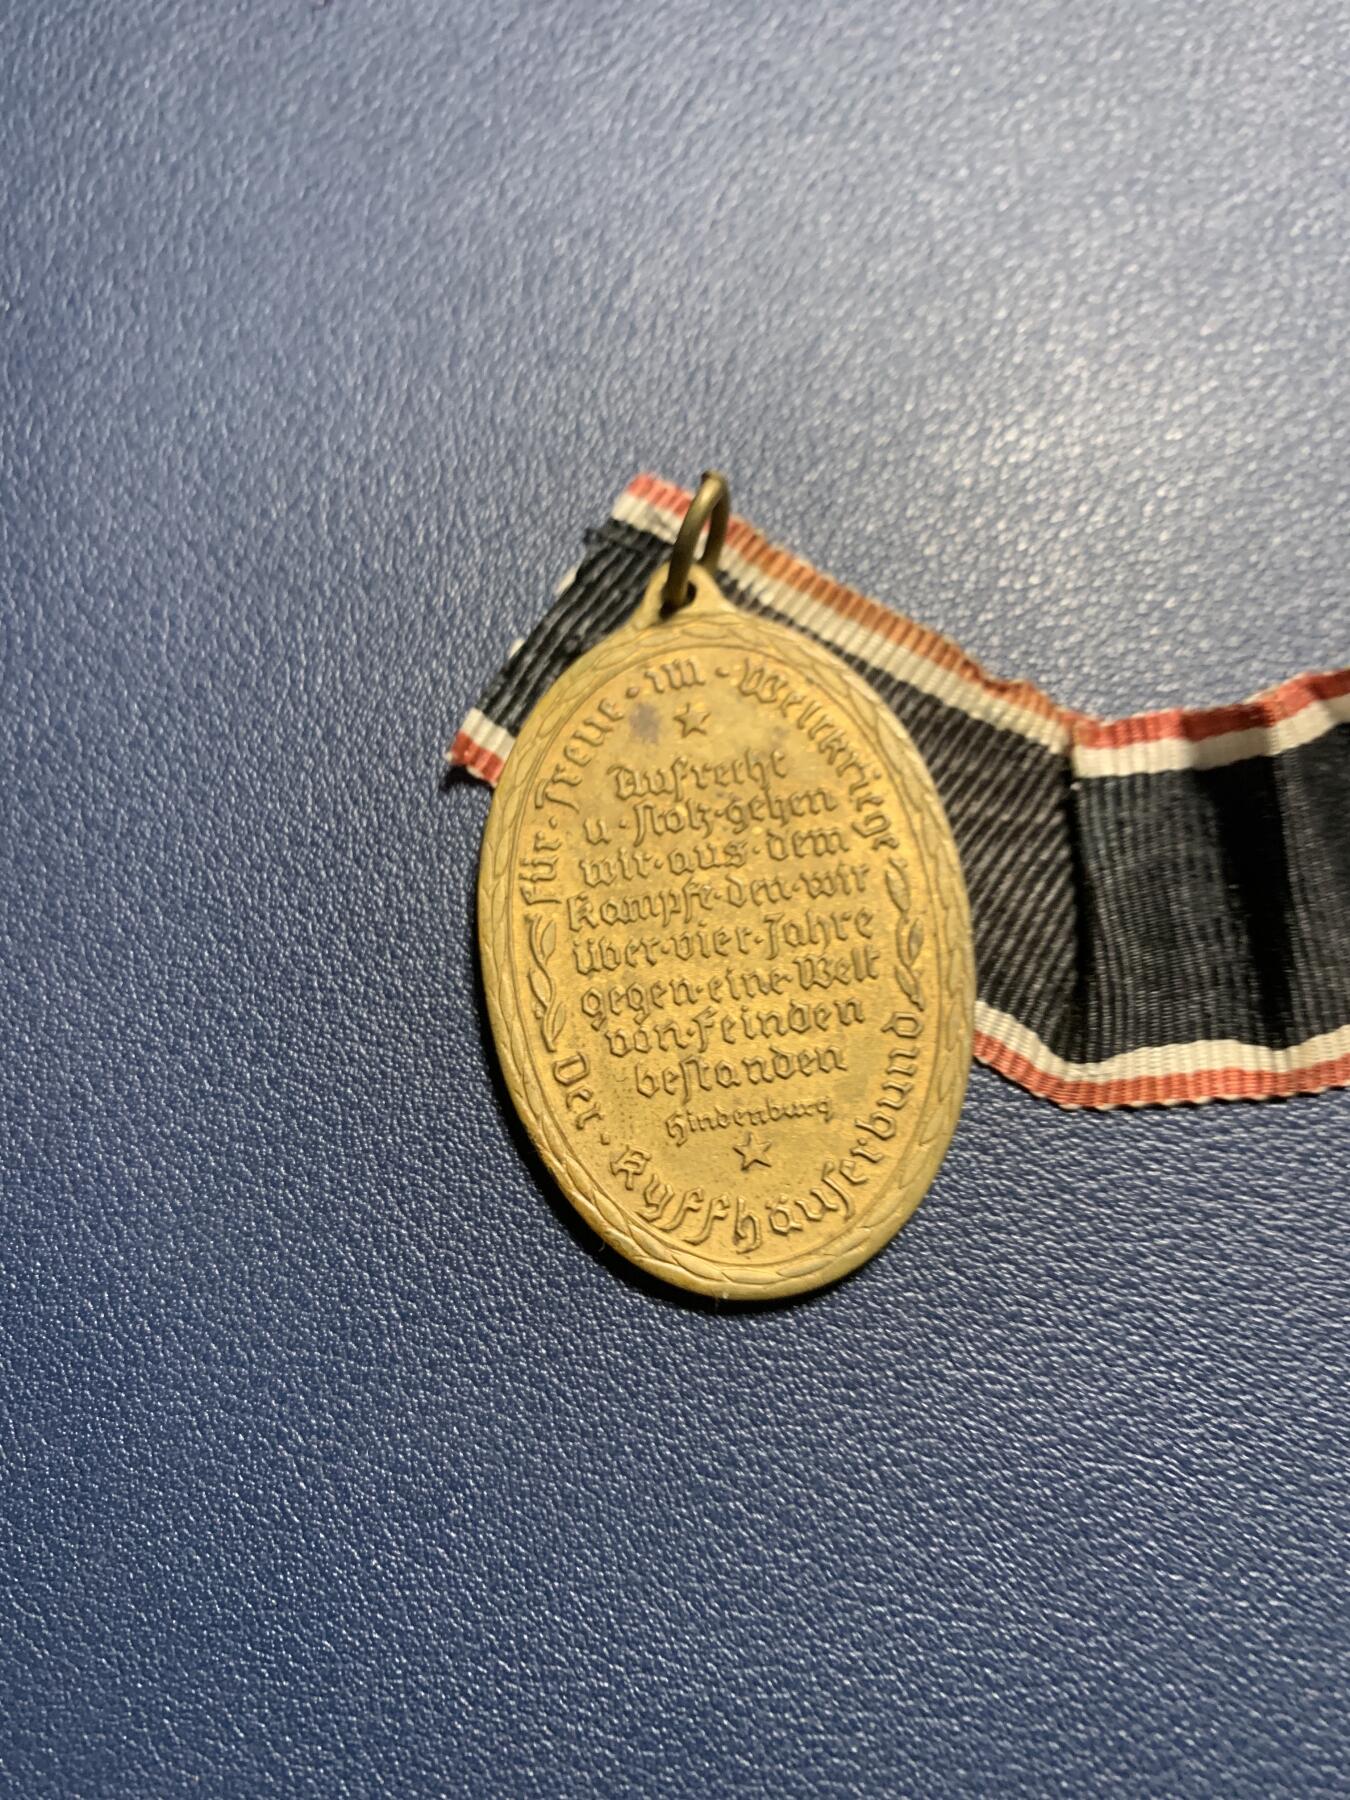 für · Treue · im · Weltkriege
Aufrecht
u · stolz · gehen
wir · aus · dem
Kampfe · den · wir
über · vier · Jahre
gegen · eine · Welt
von · Feinden
bestanden
Hindenburg
Der · Kyffhäuserbund